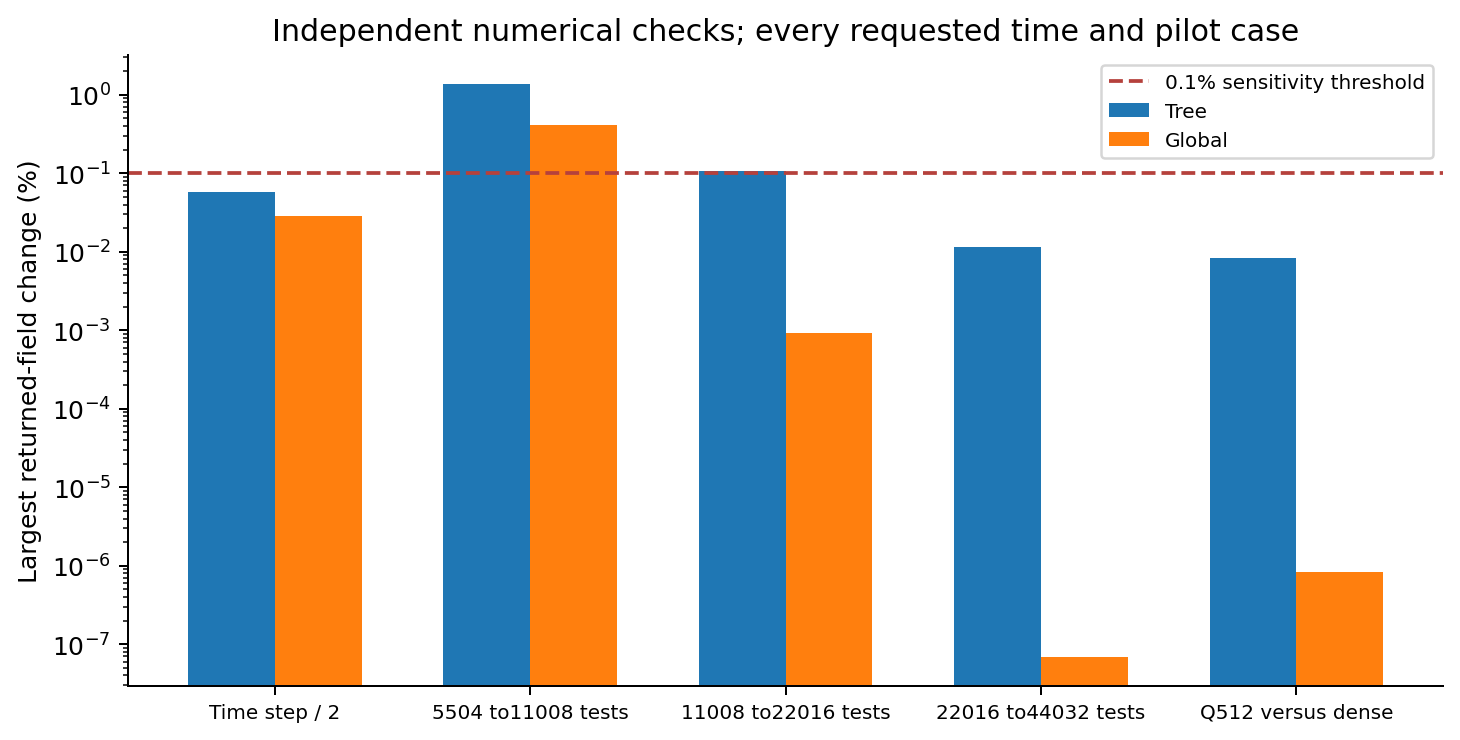 Independent numerical checks; every requested time and pilot case
Largest returned-field change (%)
10⁰
10⁻¹
10⁻²
10⁻³
10⁻⁴
10⁻⁵
10⁻⁶
10⁻⁷
0.1% sensitivity threshold
Tree
Global
Time step / 2
5504 to11008 tests
11008 to22016 tests
22016 to44032 tests
Q512 versus dense